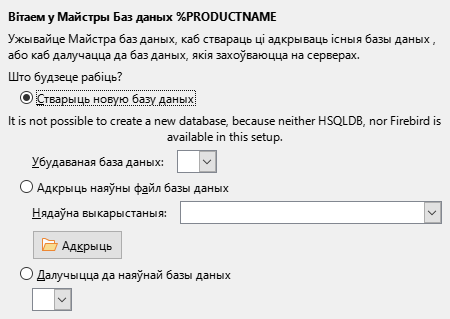 Вітаем у Майстры Баз даных %PRODUCTNAME
Ужывайце Майстра баз даных, каб ствараць ці адкрываць існыя базы даных ,
або каб далучацца да баз даных, якія захоўваюцца на серверах.
Што будзеце рабіць?
Стварыць новую базу даных
It is not possible to create a new database, because neither HSQLDB, nor Firebird is
available in this setup.
Убудаваная база даных:
Адкрыць наяўны файл базы даных
Нядаўна выкарыстаныя:
Адкрыць
Далучыцца да наяўнай базы даных